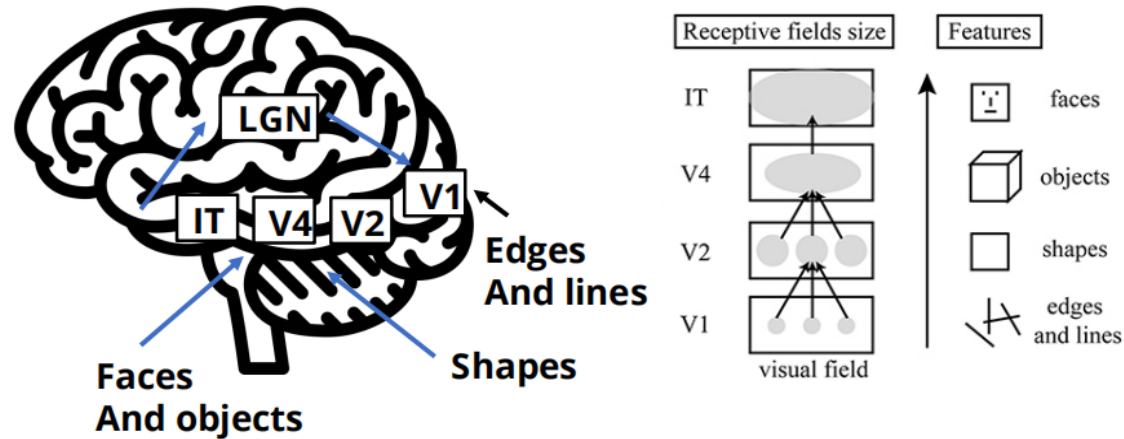 LGN
V1
IT
V4
V2
Edges
And lines
Shapes
Faces
And objects
Receptive fields size
Features
IT
faces
V4
objects
V2
shapes
V1
edges
and lines
visual field